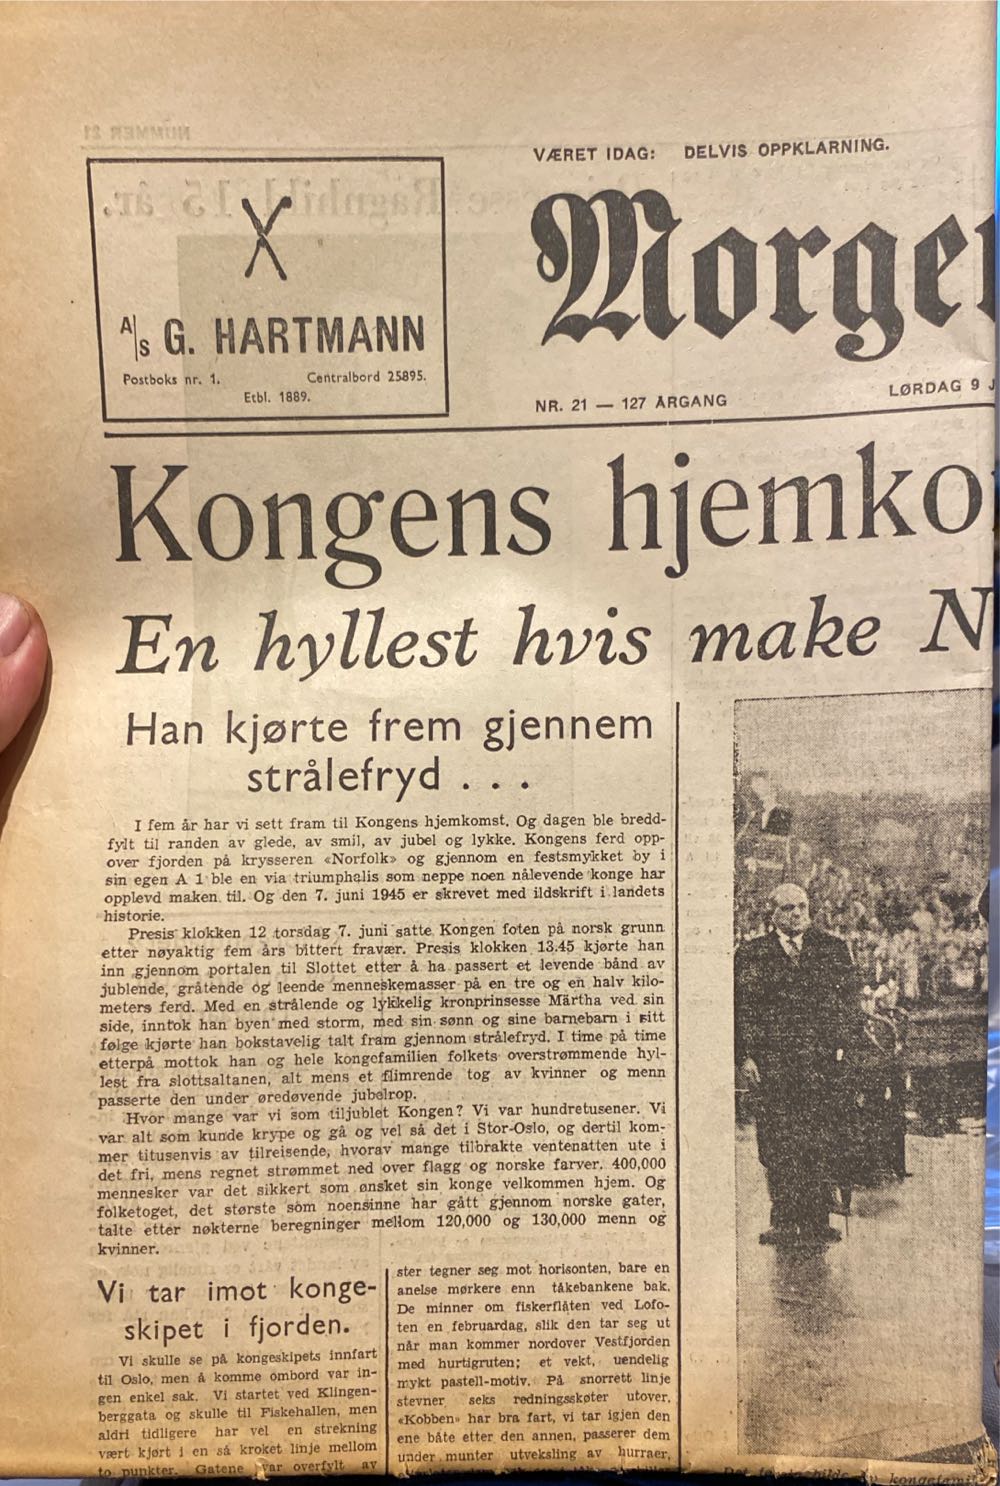 VÆRET IDAG: DELVIS OPPKLARNING.
A/s G. HARTMANN
Postboks nr. 1. Centralbord 25895.
Etbl. 1889.
Morge
NR. 21 — 127 ÅRGANG
LØRDAG 9
Kongens hjemko
En hyllest hvis make N
Han kjørte frem gjennem
strålefryd . . .
I fem år har vi sett fram til Kongens hjemkomst. Og dagen ble bredd-
fylt til randen av glede, av smil, av jubel og lykke. Kongens ferd opp-
over fjorden på krysseren «Norfolk» og gjennom en festsmykket by i
sin egen A 1 ble en via triumphalis som neppe noen nålevende konge har
opplevd maken til. Og den 7. juni 1945 er skrevet med ildskrift i landets
historie.
Presis klokken 12 torsdag 7. juni satte Kongen foten på norsk grunn
etter nøyaktig fem års bittert fravær. Presis klokken 13.45 kjørte han
inn gjennom portalen til Slottet etter å ha passert et levende bånd av
jublende, gråtende og leende menneskemasser på en tre og en halv kilo-
meters ferd. Med en strålende og lykkelig kronprinsesse Märtha ved sin
side, inntok han byen med storm, med sin sønn og sine barnebarn i sitt
følge kjørte han bokstavelig talt fram gjennom strålefryd. I time på time
etterpå mottok han og hele kongefamilien folkets overstrømmende hyl-
lest fra slottsaltanen, alt mens et flimrende tog av kvinner og menn
passerte den under øredøvende jubelrop.
Hvor mange var vi som tiljublet Kongen? Vi var hundretusener. Vi
var alt som kunde krype og gå og vel så det i Stor-Oslo, og dertil kom-
mer titusenvis av tilreisende, hvorav mange tilbrakte ventenatten ute i
det fri, mens regnet strømmet ned over flagg og norske farver. 400,000
mennesker var det sikkert som ønsket sin konge velkommen hjem. Og
folketoget, det største som noensinne har gått gjennom norske gater,
talte etter nøkterne beregninger mellom 120,000 og 130,000 menn og
kvinner.
Vi tar imot konge-
skipet i fjorden.
Vi skulle se på kongeskipets innfart
til Oslo, men å komme ombord var in-
gen enkel sak. Vi startet ved Klingen-
berggata og skulle til Fiskehallen, men
aldri tidligere har vel en strekning
vært kjørt i en så kroket linje mellom
to punkter. Gatene var overfylt av
ster tegner seg mot horisonten, bare en
anelse mørkere enn tåkebankene bak.
De minner om fiskerflåten ved Lofo-
ten en februardag, slik den tar seg ut
når man kommer nordover Vestfjorden
med hurtigruten; et vekt, uendelig
mykt pastell-motiv. På snorrett linje
stevner seks redningsskøter utover.
«Kobben» har bra fart, vi tar igjen den
ene båte etter den annen, passerer dem
under munter utveksling av hurraer,